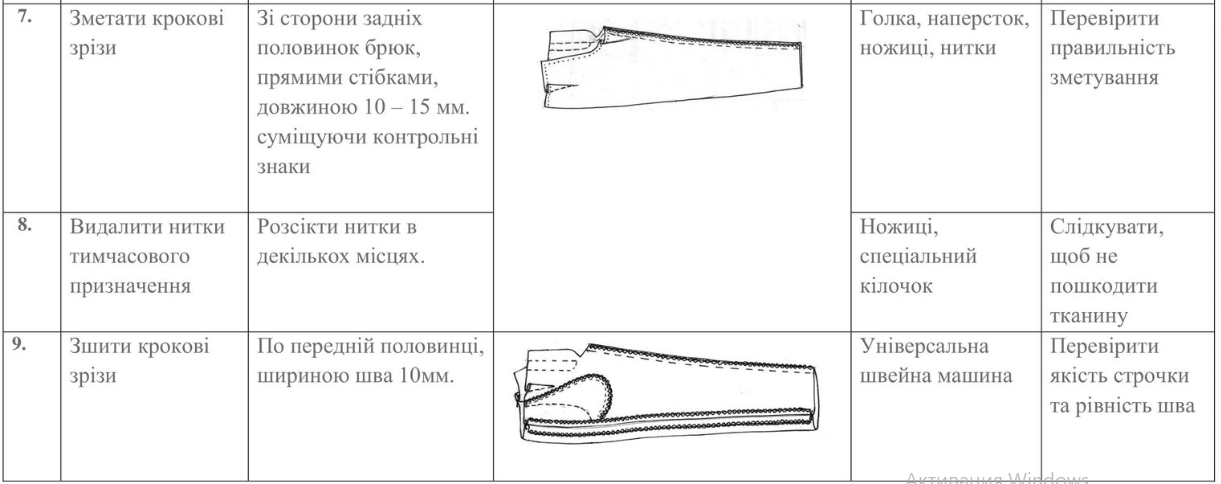 7.
Зметати крокові
зрізи
Зі сторони задніх
половинок брюк,
прямими стібками,
довжиною 10 – 15 мм.
суміщуючи контрольні
знаки
Голка, наперсток,
ножиці, нитки
Перевірити
правильність
зметування
8.
Видалити нитки
тимчасового
призначення
Розсікти нитки в
декількох місцях.
Ножиці,
спеціальний
кілочок
Слідкувати,
щоб не
пошкодити
тканину
9.
Зшити крокові
зрізи
По передній половинці,
шириною шва 10мм.
Універсальна
швейна машина
Перевірити
якість строчки
та рівність шва
Активация Windows